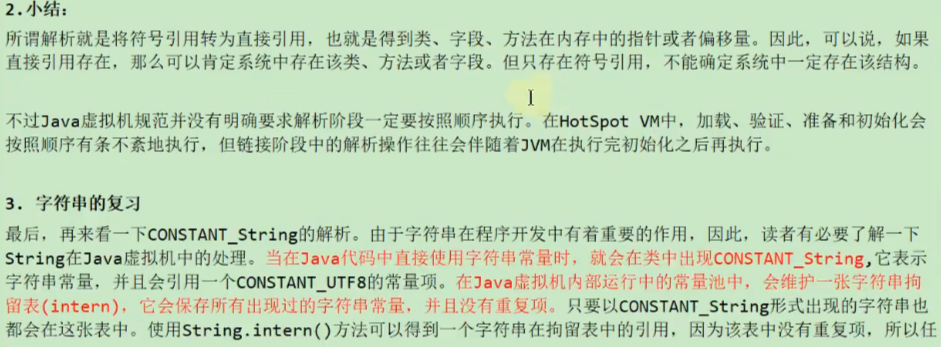 2.小结：
所谓解析就是将符号引用转为直接引用，也就是得到类、字段、方法在内存中的指针或者偏移量。因此，可以说，如果
直接引用存在，那么可以肯定系统中存在该类、方法或者字段。但只存在符号引用，不能确定系统中一定存在该结构。
不过Java虚拟机规范并没有明确要求解析阶段一定要按照顺序执行。在HotSpot VM中，加载、验证、准备和初始化会
按照顺序有条不紊地执行，但链接阶段中的解析操作往往会伴随着JVM在执行完初始化之后再执行。
3. 字符串的复习
最后，再来看一下CONSTANT_String的解析。由于字符串在程序开发中有着重要的作用，因此，读者有必要了解一下
String在Java虚拟机中的处理。当在Java代码中直接使用字符串常量时，就会在类中出现CONSTANT_String,它表示
字符串常量，并且会引用一个CONSTANT_UTF8的常量项。在Java虚拟机内部运行中的常量池中，会维护一张字符串拘
留表(intern)，它会保存所有出现过的字符串常量，并且没有重复项。只要以CONSTANT_String形式出现的字符串也
都会在这张表中。使用String.intern()方法可以得到一个字符串在拘留表中的引用，因为该表中没有重复项，所以任